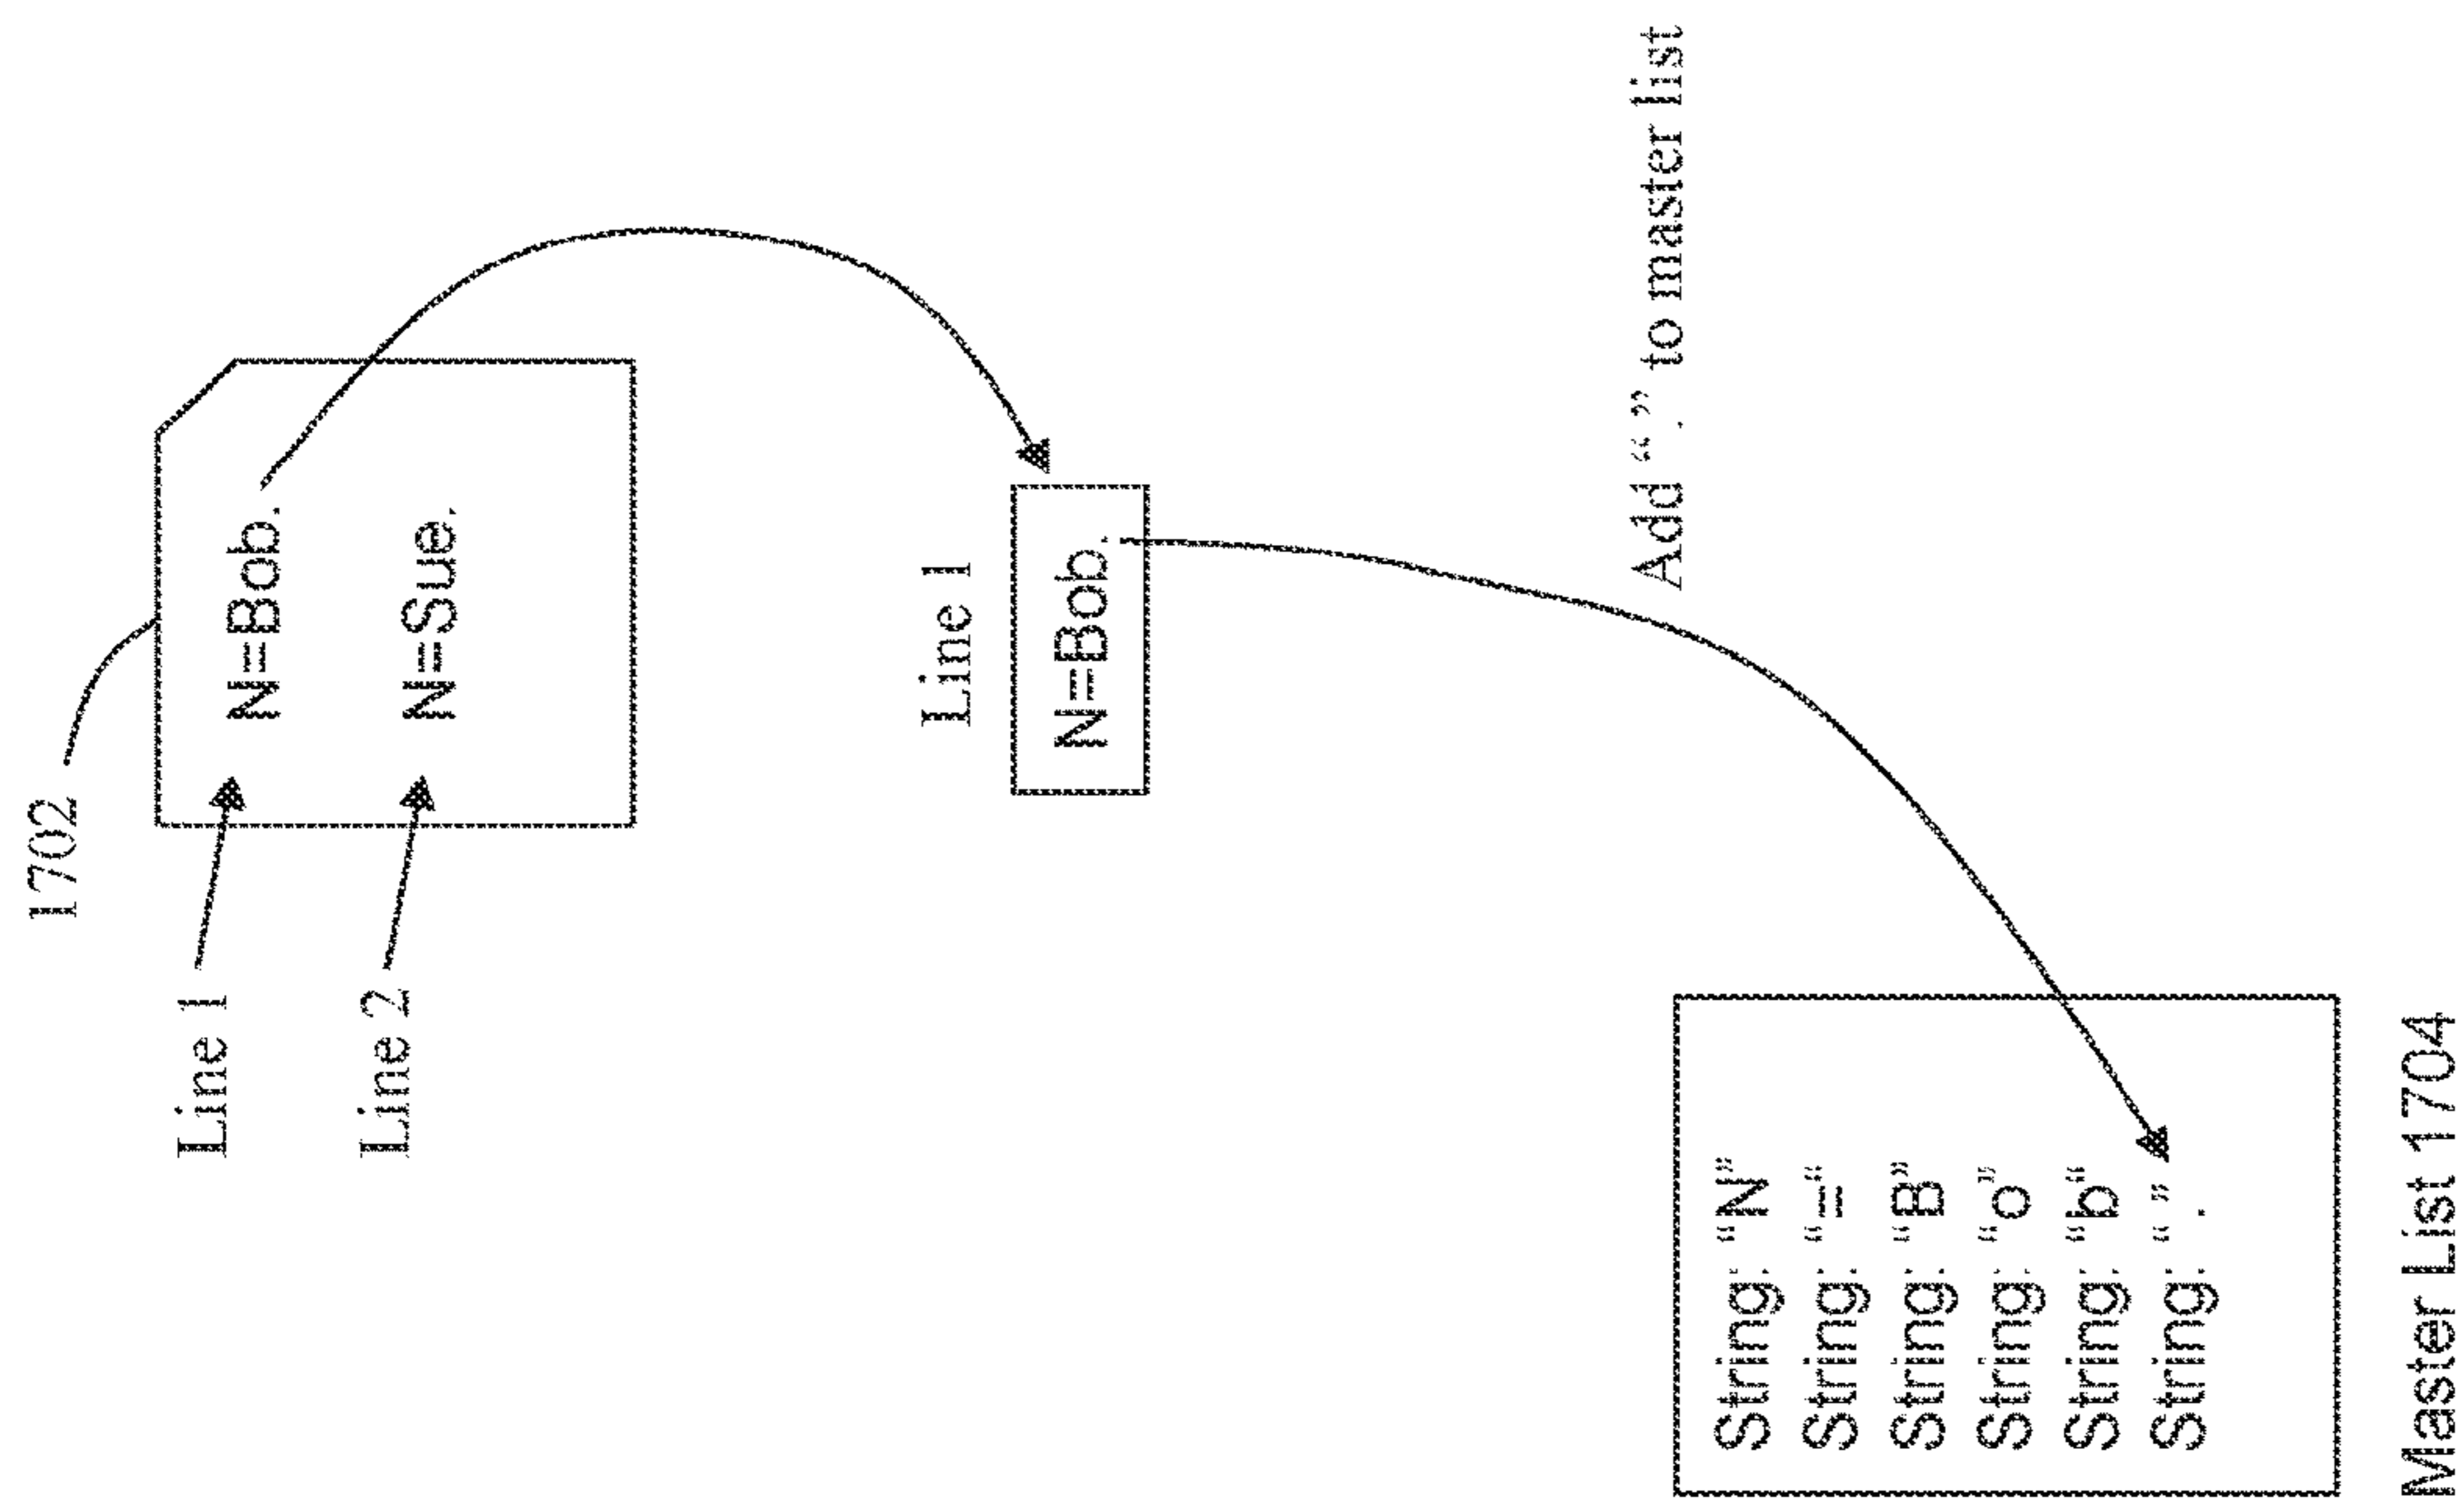 1702
Line 1
N=Bob.
Line 2
N=Sue.
Line 1
N=Bob.
Add “.” to master list
String: “N”
String: “=“
String: “B”
String: “o”
String: “b“
String: “.”
Master List 1704